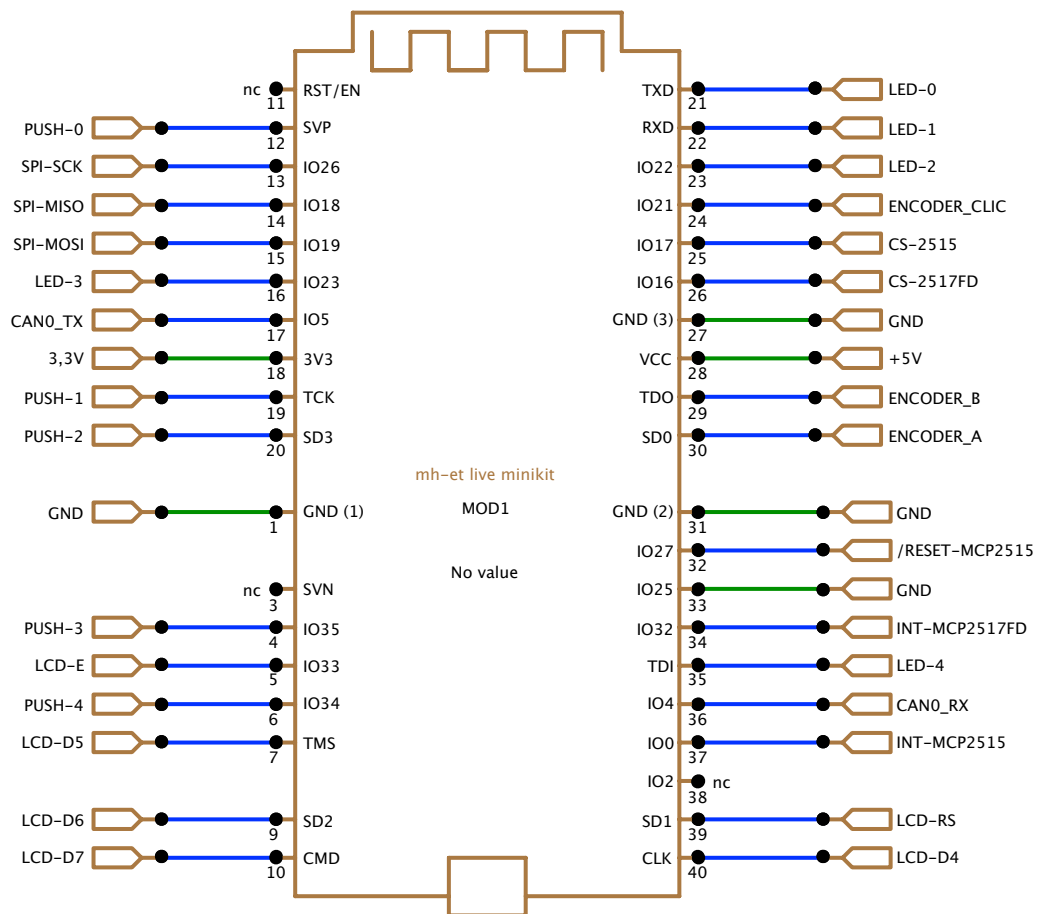 nc 11 RST/EN TXD 21 LED-0
PUSH-0 12 SVP RXD 22 LED-1
SPI-SCK 13 IO26 IO22 23 LED-2
SPI-MISO 14 IO18 IO21 24 ENCODER_CLIC
SPI-MOSI 15 IO19 IO17 25 CS-2515
LED-3 16 IO23 IO16 26 CS-2517FD
CAN0_TX 17 IO5 GND (3) 27 GND
3,3V 18 3V3 VCC 28 +5V
PUSH-1 19 TCK TDO 29 ENCODER_B
PUSH-2 20 SD3 SD0 30 ENCODER_A
mh-et live minikit
GND 1 GND (1) MOD1 GND (2) 31 GND
IO27 32 /RESET-MCP2515
No value
nc 3 SVN IO25 33 GND
PUSH-3 4 IO35 IO32 34 INT-MCP2517FD
LCD-E 5 IO33 TDI 35 LED-4
PUSH-4 6 IO34 IO4 36 CAN0_RX
LCD-D5 7 TMS IO0 37 INT-MCP2515
IO2 38 nc
LCD-D6 9 SD2 SD1 39 LCD-RS
LCD-D7 10 CMD CLK 40 LCD-D4